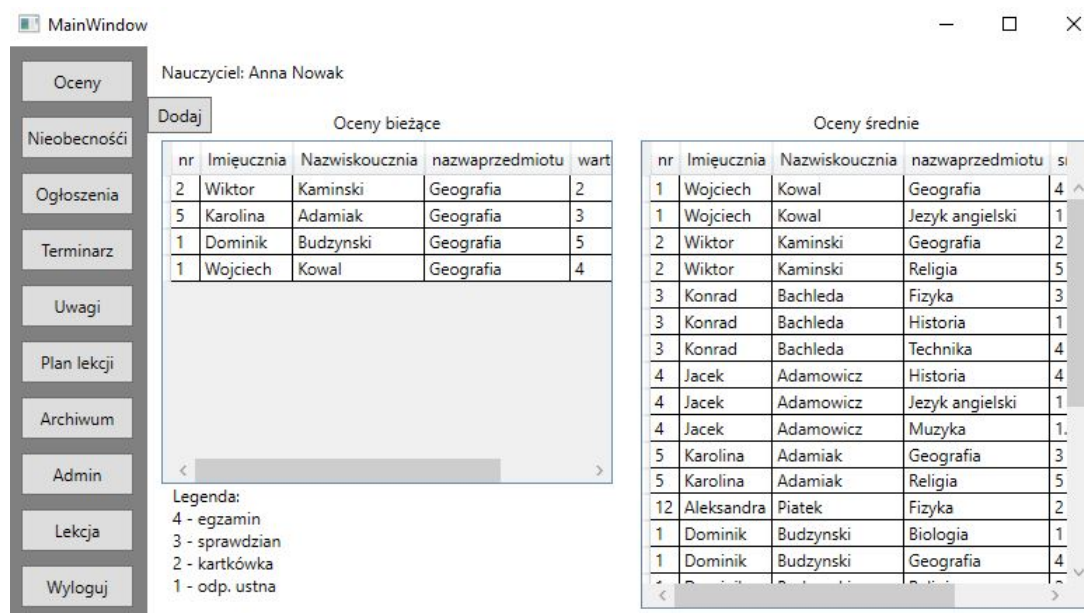 MainWindow
Oceny
Nieobecnośći
Ogłoszenia
Terminarz
Uwagi
Plan lekcji
Archiwum
Admin
Lekcja
Wyloguj
Nauczyciel: Anna Nowak
Dodaj
Oceny bieżące
nr Imięucznia Nazwiskoucznia nazwaprzedmiotu wart
2 Wiktor Kaminski Geografia 2
5 Karolina Adamiak Geografia 3
1 Dominik Budzynski Geografia 5
1 Wojciech Kowal Geografia 4
Legenda:
4 - egzamin
3 - sprawdzian
2 - kartkówka
1 - odp. ustna
Oceny średnie
nr Imięucznia Nazwiskoucznia nazwaprzedmiotu
1 Wojciech Kowal Geografia 4
1 Wojciech Kowal Jezyk angielski 1
2 Wiktor Kaminski Geografia 2
2 Wiktor Kaminski Religia 5
3 Konrad Bachleda Fizyka 3
3 Konrad Bachleda Historia 1
3 Konrad Bachleda Technika 4
4 Jacek Adamowicz Historia 4
4 Jacek Adamowicz Jezyk angielski 1
4 Jacek Adamowicz Muzyka 1.
5 Karolina Adamiak Geografia 3
5 Karolina Adamiak Religia 5
12 Aleksandra Piatek Fizyka 2
1 Dominik Budzynski Biologia 1
1 Dominik Budzynski Geografia 4